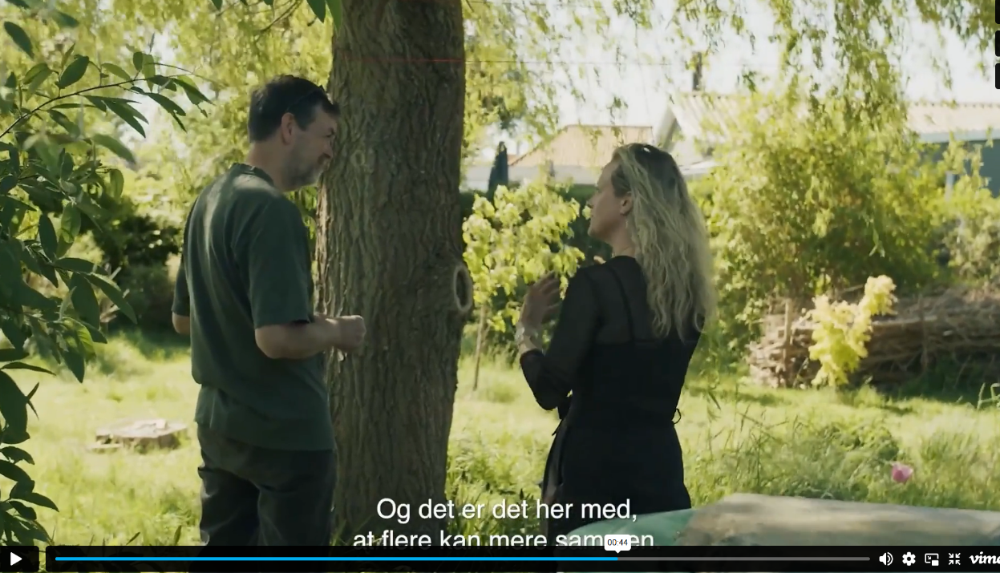 Og det er det her med,
at flere kan mere sammen.
00:44